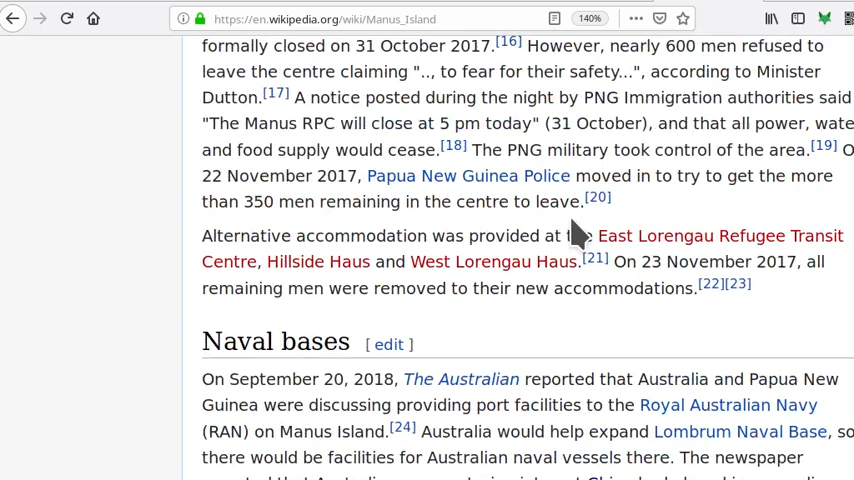 https://en.wikipedia.org/wiki/Manus_Island
140%
formally closed on 31 October 2017.[16] However, nearly 600 men refused to
leave the centre claiming ".., to fear for their safety...", according to Minister
Dutton.[17] A notice posted during the night by PNG Immigration authorities said
"The Manus RPC will close at 5 pm today" (31 October), and that all power, wate
and food supply would cease.[18] The PNG military took control of the area.[19] O
22 November 2017, Papua New Guinea Police moved in to try to get the more
than 350 men remaining in the centre to leave.[20]
Alternative accommodation was provided at East Lorengau Refugee Transit
Centre, Hillside Haus and West Lorengau Haus.[21] On 23 November 2017, all
remaining men were removed to their new accommodations.[22][23]
Naval bases [ edit ]
On September 20, 2018, The Australian reported that Australia and Papua New
Guinea were discussing providing port facilities to the Royal Australian Navy
(RAN) on Manus Island.[24] Australia would help expand Lombrum Naval Base, so
there would be facilities for Australian naval vessels there. The newspaper